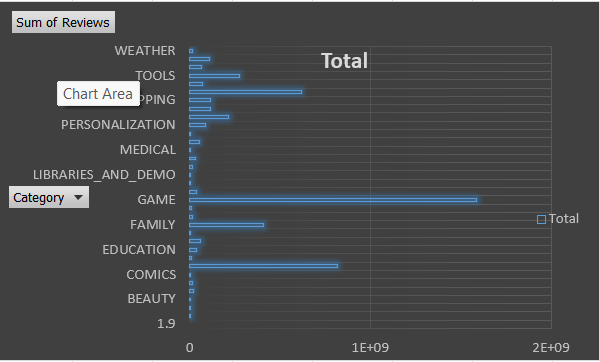 Sum of Reviews
Total
WEATHER
TOOLS
Chart Area
PPING
PERSONALIZATION
MEDICAL
LIBRARIES_AND_DEMO
Category
GAME
Total
FAMILY
EDUCATION
COMICS
BEAUTY
1.9
0
1E+09
2E+09